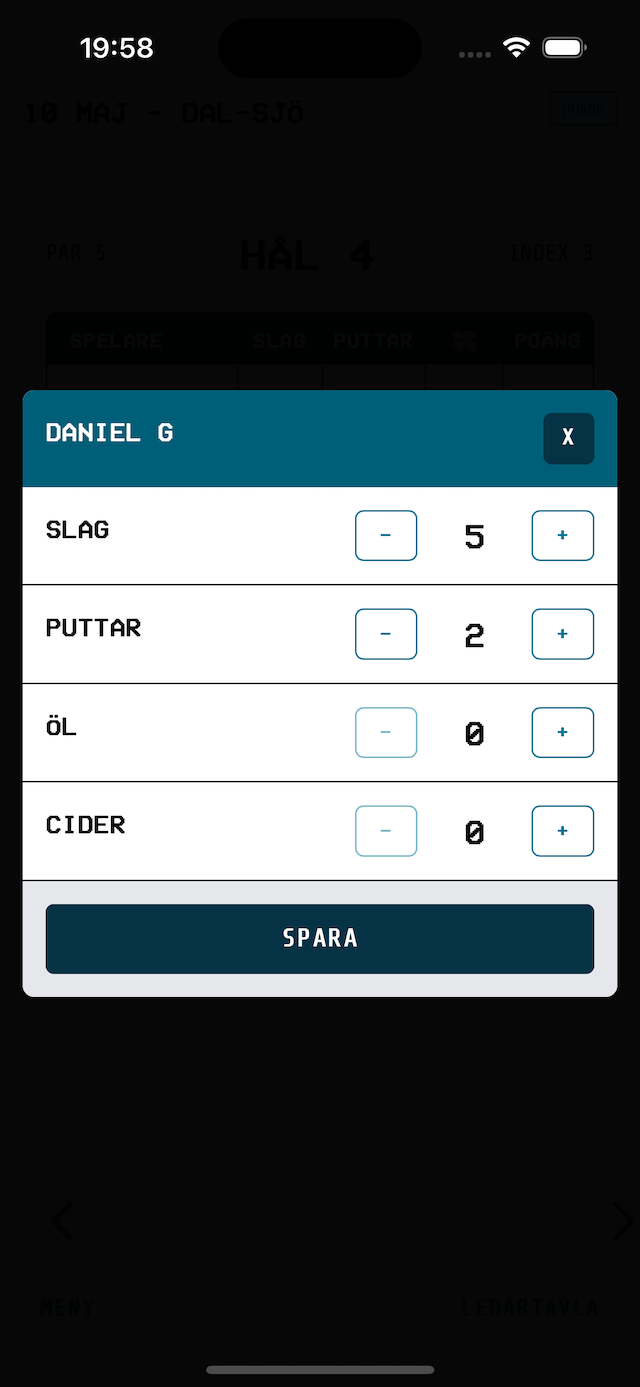 19:58
10 MAJ - DAL-SJÖ
POÄNG
PAR 5
HÅL 4
INDEX 3
SPELARE SLAG PUTTAR POÄNG
DANIEL G X
SLAG - 5 +
PUTTAR - 2 +
ÖL - 0 +
CIDER - 0 +
SPARA
MENY LEDARTAVLA